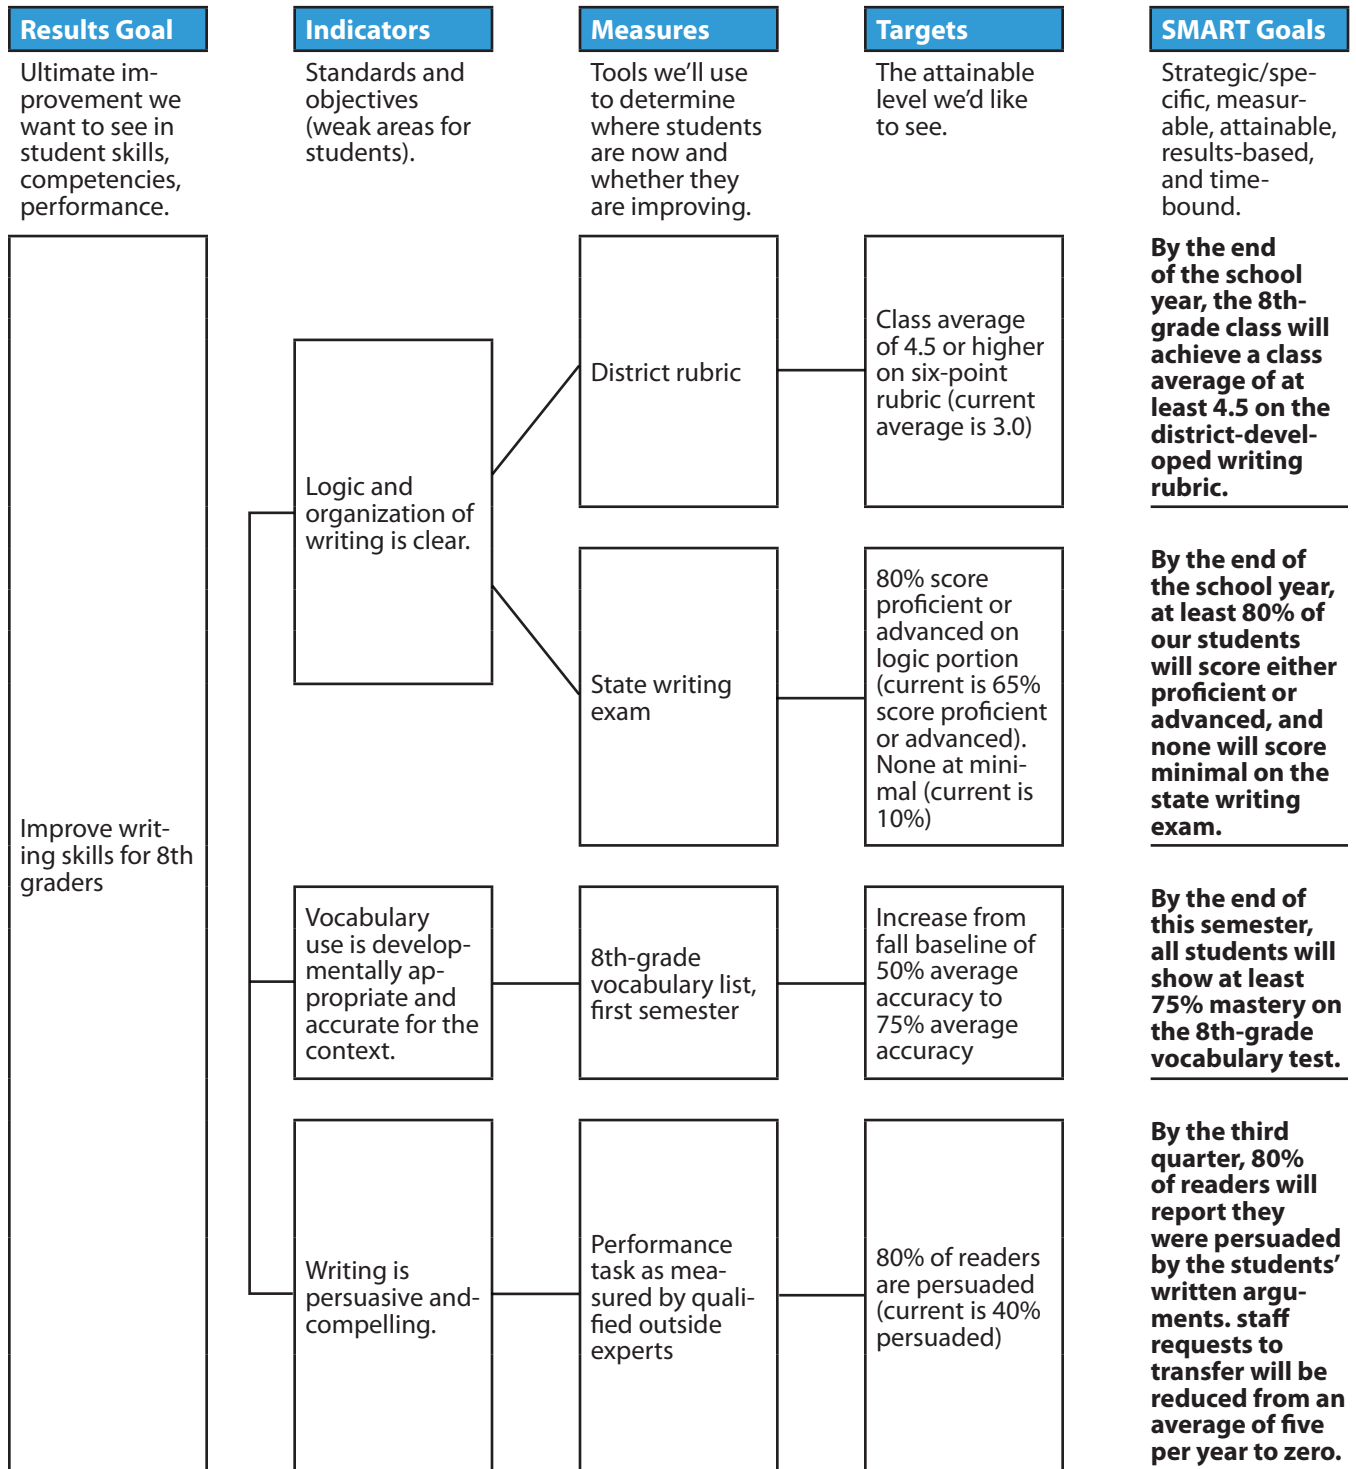 Results Goal
Ultimate im-
provement we
want to see in
student skills,
competencies,
performance.
Indicators
Standards and
objectives
(weak areas for
students).
Measures
Tools we'll use
to determine
where students
are now and
whether they
are improving.
Targets
The attainable
level we'd like
to see.
SMART Goals
Strategic/spe-
cific, measur-
able, attainable,
results-based,
and time-
bound.
Improve writ-
ing skills for 8th
graders
Logic and
organization of
writing is clear.
District rubric
Class average
of 4.5 or higher
on six-point
rubric (current
average is 3.0)
By the end
of the school
year, the 8th-
grade class will
achieve a class
average of at
least 4.5 on the
district-devel-
oped writing
rubric.
State writing
exam
80% score
proficient or
advanced on
logic portion
(current is 65%
score proficient
or advanced).
None at mini-
mal (current is
10%)
By the end of
the school year,
at least 80% of
our students
will score either
proficient or
advanced, and
none will score
minimal on the
state writing
exam.
Vocabulary
use is develop-
mentally ap-
propriate and
accurate for the
context.
8th-grade
vocabulary list,
first semester
Increase from
fall baseline of
50% average
accuracy to
75% average
accuracy
By the end of
this semester,
all students will
show at least
75% mastery on
the 8th-grade
vocabulary test.
Writing is
persuasive and-
compelling.
Performance
task as mea-
sured by quali-
fied outside
experts
80% of readers
are persuaded
(current is 40%
persuaded)
By the third
quarter, 80%
of readers will
report they
were persuaded
by the students'
written argu-
ments. staff
requests to
transfer will be
reduced from an
average of five
per year to zero.